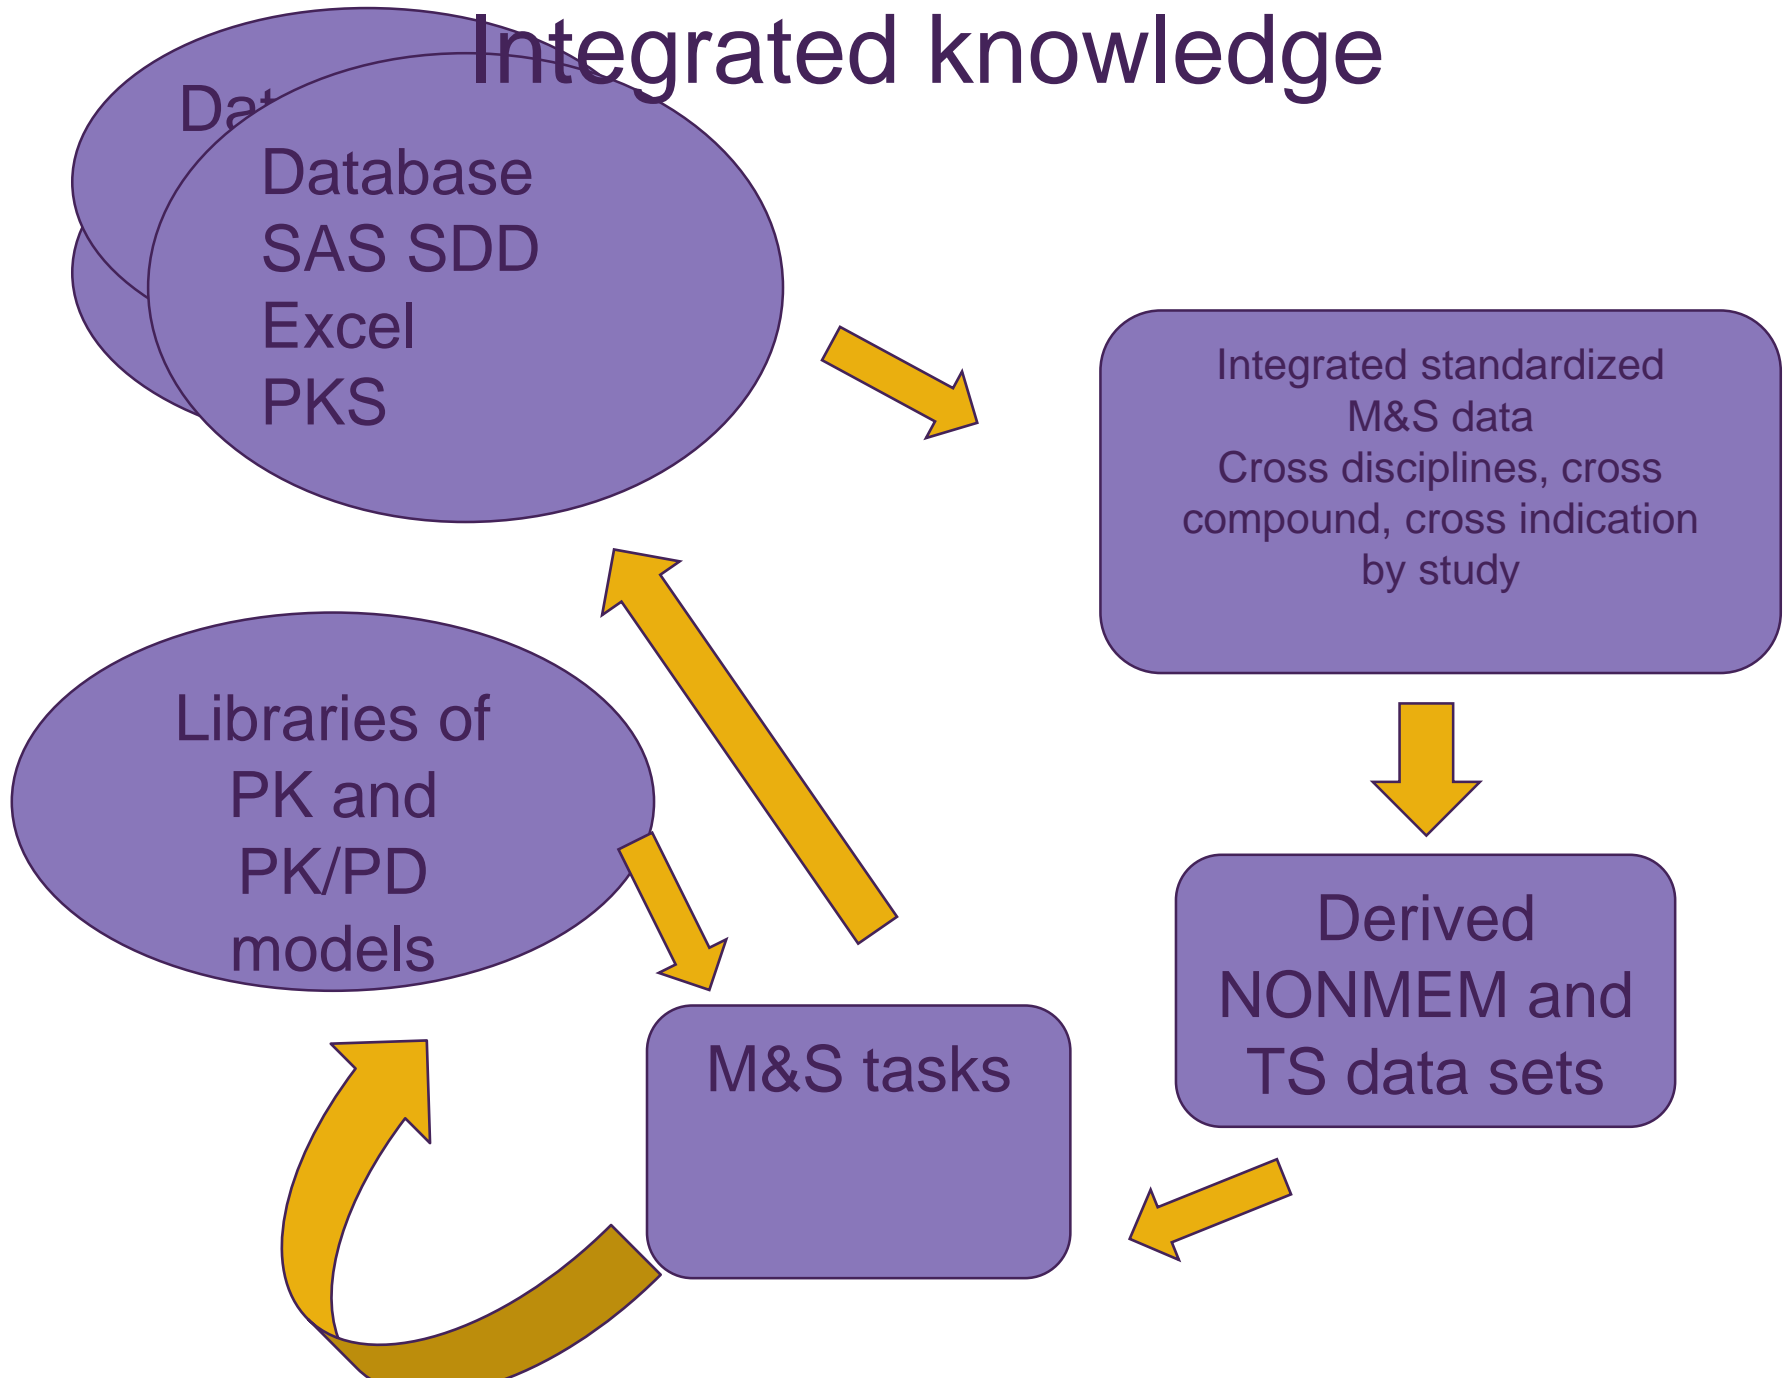 Integrated knowledge
Database
SAS SDD
Excel
PKS
Integrated standardized
M&S data
Cross disciplines, cross
compound, cross indication
by study
Libraries of
PK and
PK/PD
models
Derived
NONMEM and
TS data sets
M&S tasks